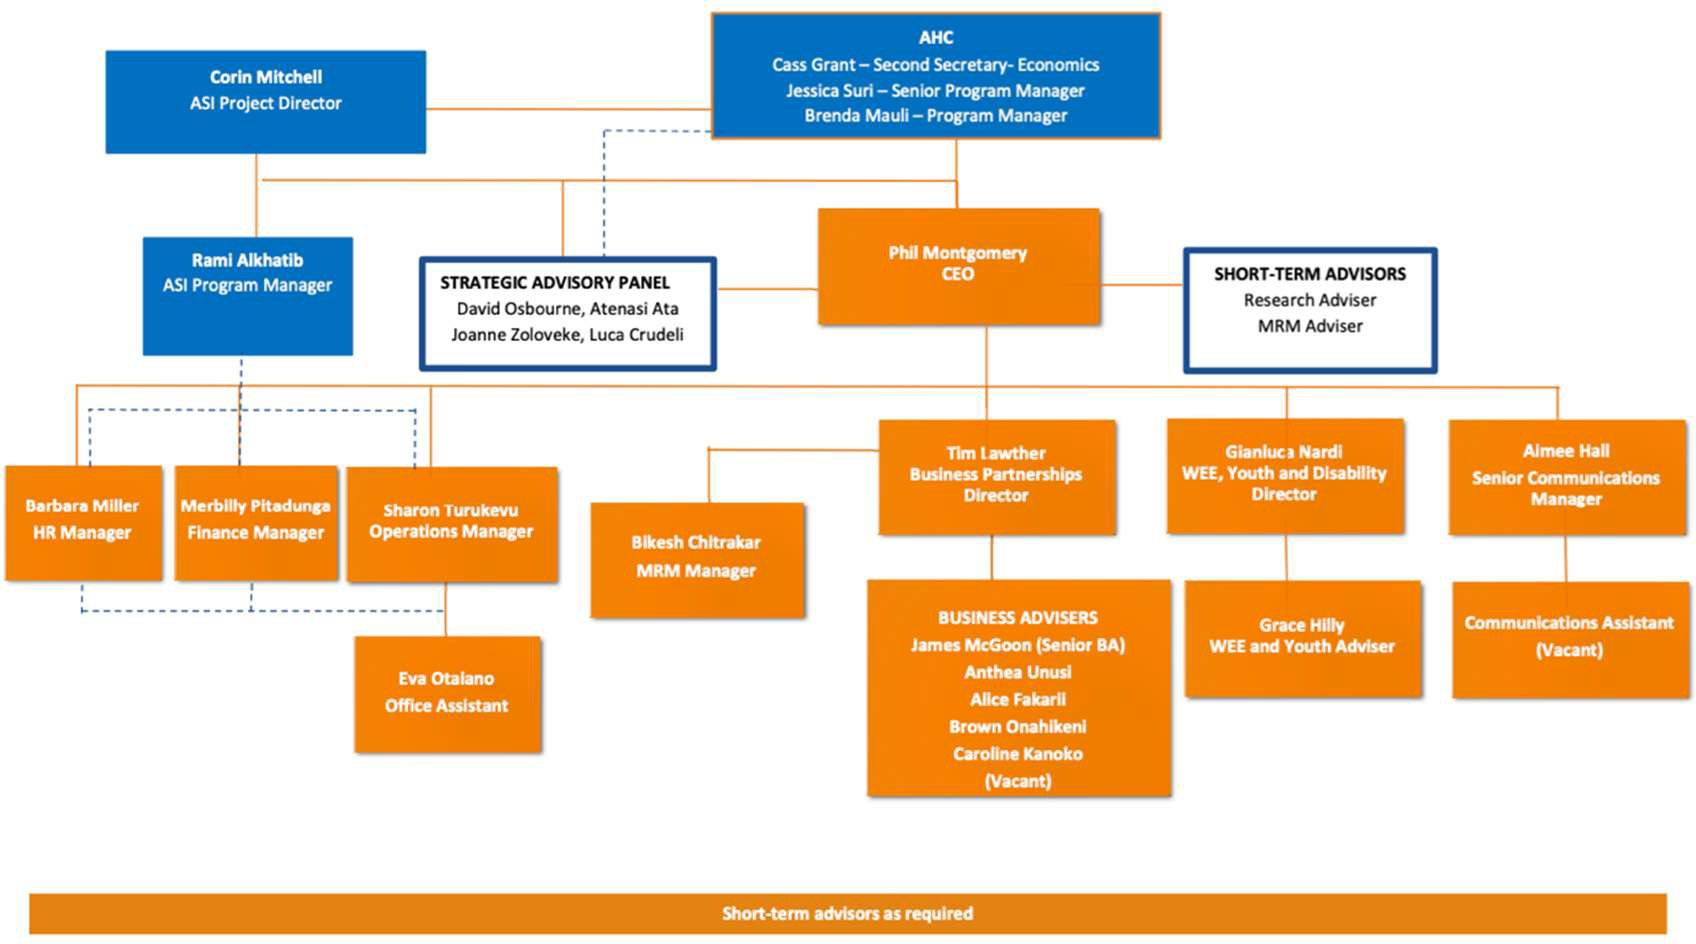 AHC
Cass Grant – Second Secretary- Economics
Jessica Suri – Senior Program Manager
Brenda Mauli – Program Manager
Corin Mitchell
ASI Project Director
Rami Alkhatib
ASI Program Manager
STRATEGIC ADVISORY PANEL
David Osbourne, Atenasi Ata
Joanne Zoloveke, Luca Crudeli
Phil Montgomery
CEO
SHORT-TERM ADVISORS
Research Adviser
MRM Adviser
Barbara Miller
HR Manager
Merbilly Pitadunga
Finance Manager
Sharon Turukevu
Operations Manager
Eva Otalano
Office Assistant
Bikesh Chitrakar
MRM Manager
Tim Lawther
Business Partnerships
Director
BUSINESS ADVISERS
James McGoon (Senior BA)
Anthea Unusi
Alice Fakarii
Brown Onahikeni
Caroline Kanoko
(Vacant)
Gianluca Nardi
WEE, Youth and Disability
Director
Grace Hilly
WEE and Youth Adviser
Aimee Hall
Senior Communications
Manager
Communications Assistant
(Vacant)
Short-term advisors as required